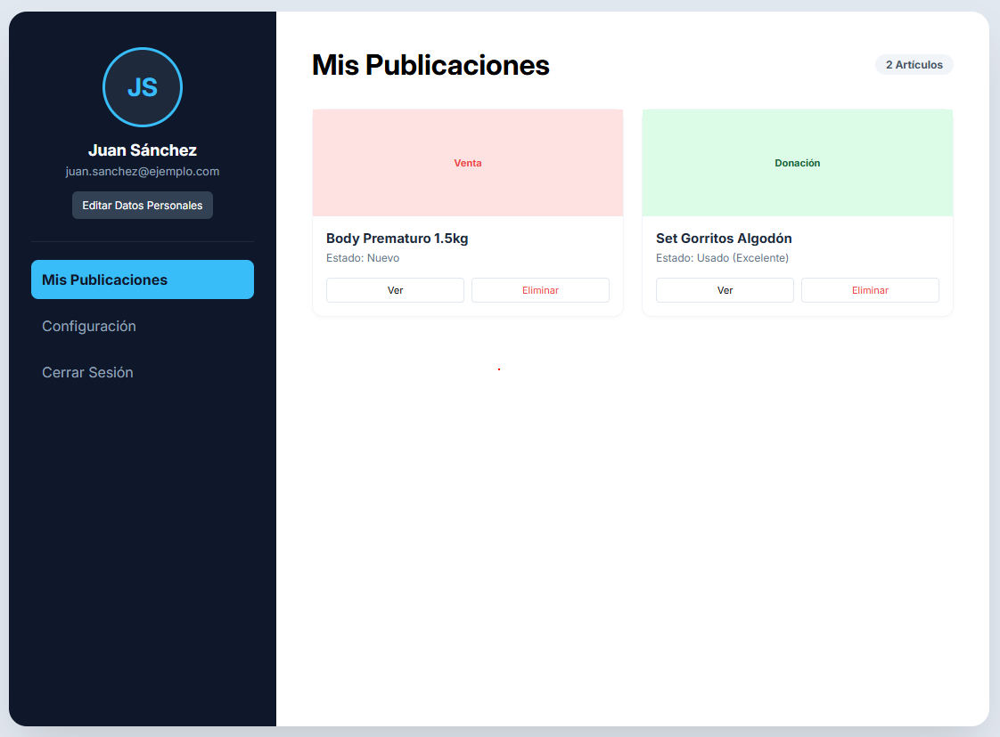 JS
Juan Sánchez
juan.sanchez@ejemplo.com
Editar Datos Personales
Mis Publicaciones
Configuración
Cerrar Sesión
Mis Publicaciones
2 Artículos
Venta
Body Prematuro 1.5kg
Estado: Nuevo
Ver
Eliminar
Donación
Set Gorritos Algodón
Estado: Usado (Excelente)
Ver
Eliminar